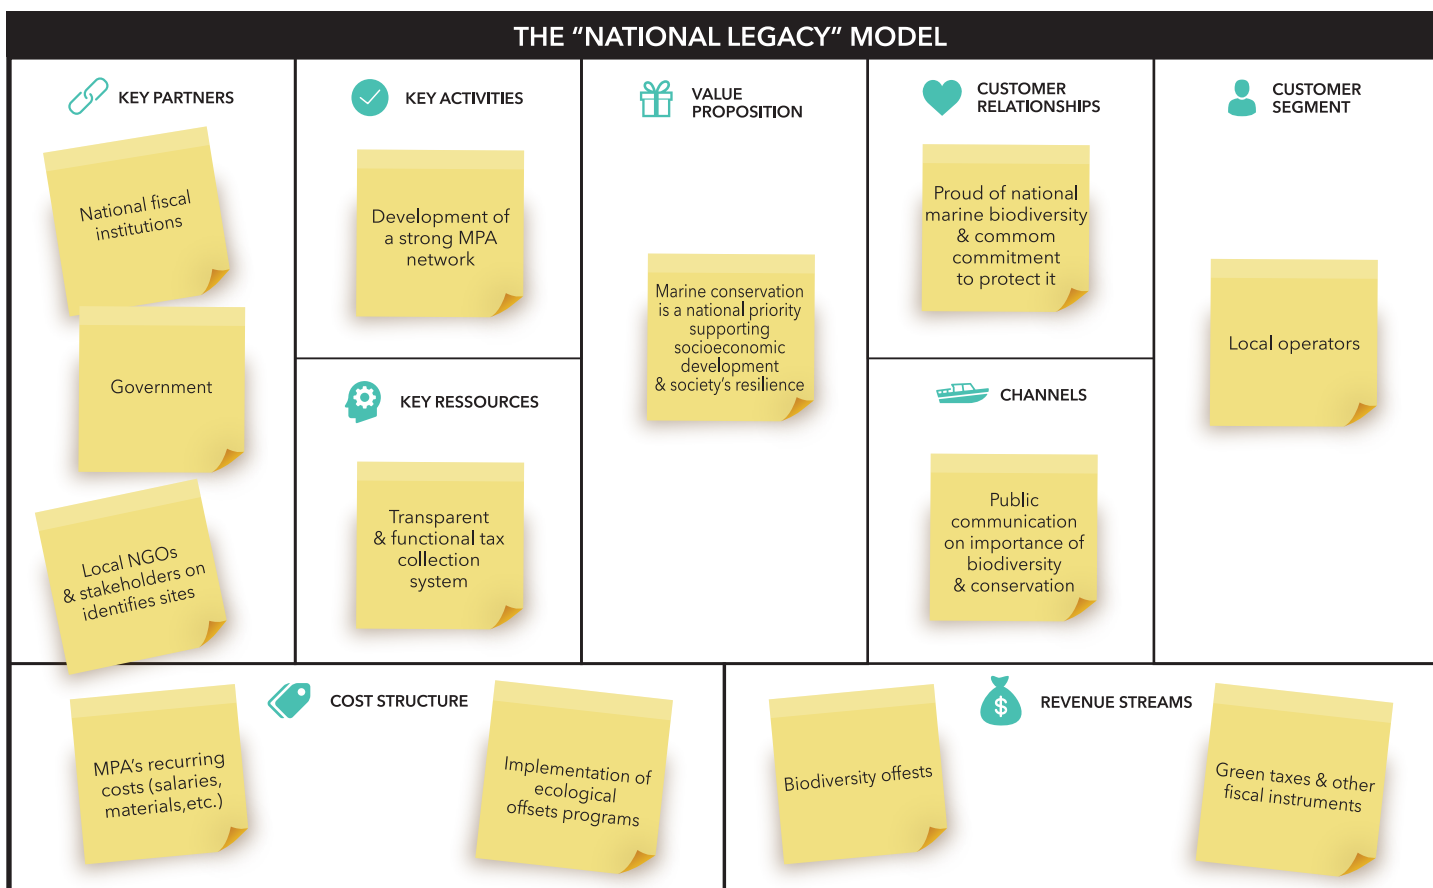 THE “NATIONAL LEGACY” MODEL
KEY PARTNERS
National fiscal
institutions
Government
Local NGOs
& stakeholders on
identifies sites
KEY ACTIVITIES
Development of
a strong MPA
network
KEY RESSOURCES
Transparent
& functional tax
collection
system
VALUE
PROPOSITION
Marine conservation
is a national priority
supporting
socioeconomic
development
& society’s resilience
CUSTOMER
RELATIONSHIPS
Proud of national
marine biodiversity
& commom
commitment
to protect it
CHANNELS
Public
communication
on importance of
biodiversity
& conservation
CUSTOMER
SEGMENT
Local operators
COST STRUCTURE
MPA’s recurring
costs (salaries,
materials,etc.)
Implementation of
ecological
offsets programs
REVENUE STREAMS
$
Biodiversity offests
Green taxes & other
fiscal instruments